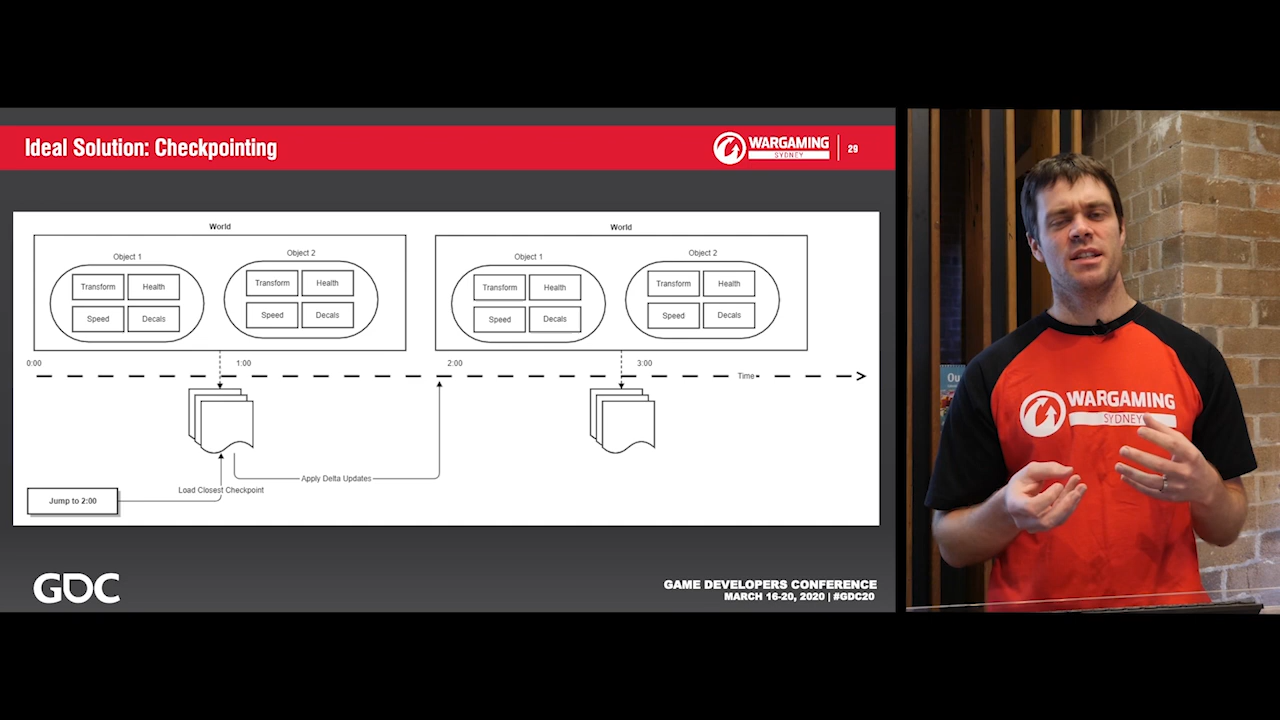 Ideal Solution: Checkpointing
WARGAMING
SYDNEY
29
World
Object 1
Transform
Health
Speed
Decals
Object 2
Transform
Health
Speed
Decals
World
Object 1
Transform
Health
Speed
Decals
Object 2
Transform
Health
Speed
Decals
0:00
1:00
2:00
3:00
Time
Apply Delta Updates
Load Closest Checkpoint
Jump to 2:00
GDC
GAME DEVELOPERS CONFERENCE
MARCH 16-20, 2020 | #GDC20
Ou
WARGAMING
SYDNEY